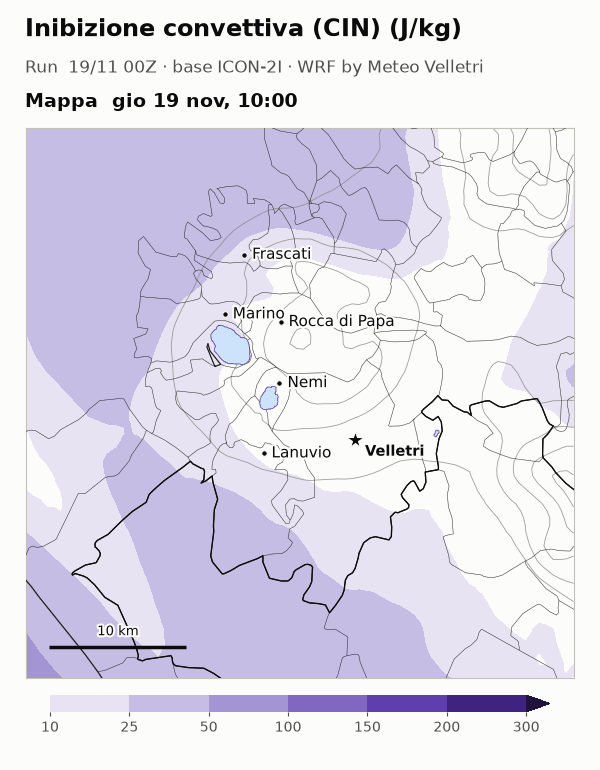 Inibizione convettiva (CIN) (J/kg)
Run  19/11 00Z · base ICON-2I · WRF by Meteo Velletri
Mappa  gio 19 nov, 10:00
Frascati
Marino
Rocca di Papa
Nemi
Velletri
Lanuvio
10 km
10 25 50 100 150 200 300